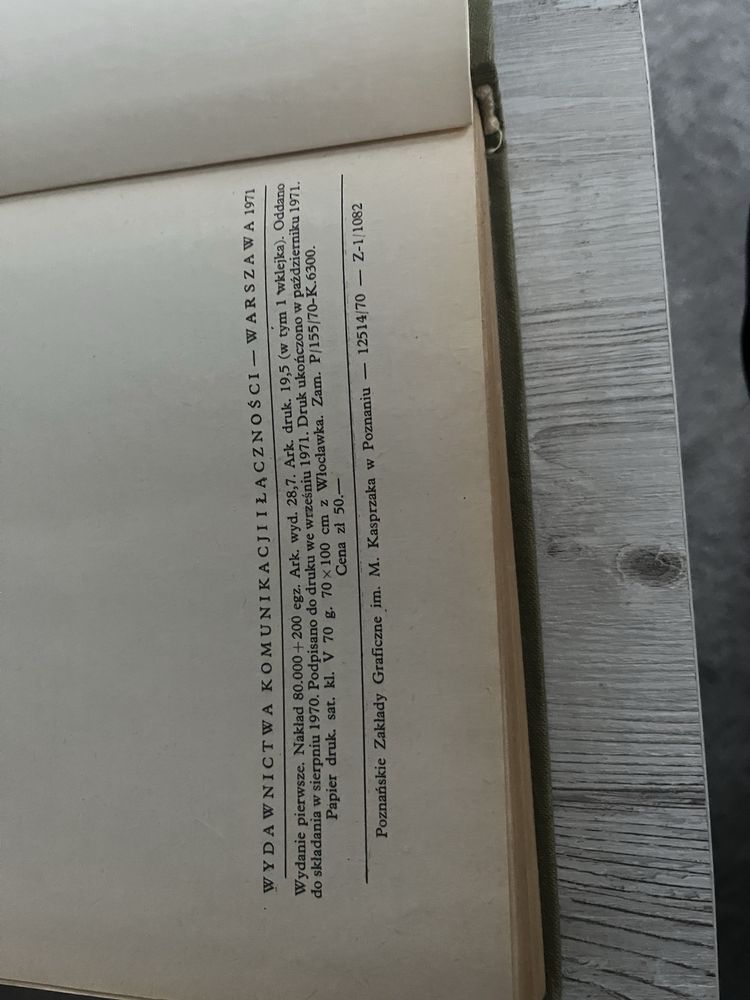 WYDAWNICTWA KOMUNIKACJI I ŁĄCZNOŚCI — WARSZAWA 1971
Wydanie pierwsze. Nakład 80.000+200 egz. Ark. wyd. 28,7. Ark. druk. 19,5 (w tym 1 wklejka). Oddano
do składania w sierpniu 1970. Podpisano do druku we wrześniu 1971. Druk ukończono w październiku 1971.
Papier druk. sat. kl. V 70 g. 70×100 cm z Włocławka. Zam. P/155/70-K.6300.
Cena zł 50.—
Poznańskie Zakłady Graficzne im. M. Kasprzaka w Poznaniu — 12514/70 — Z-1/1082